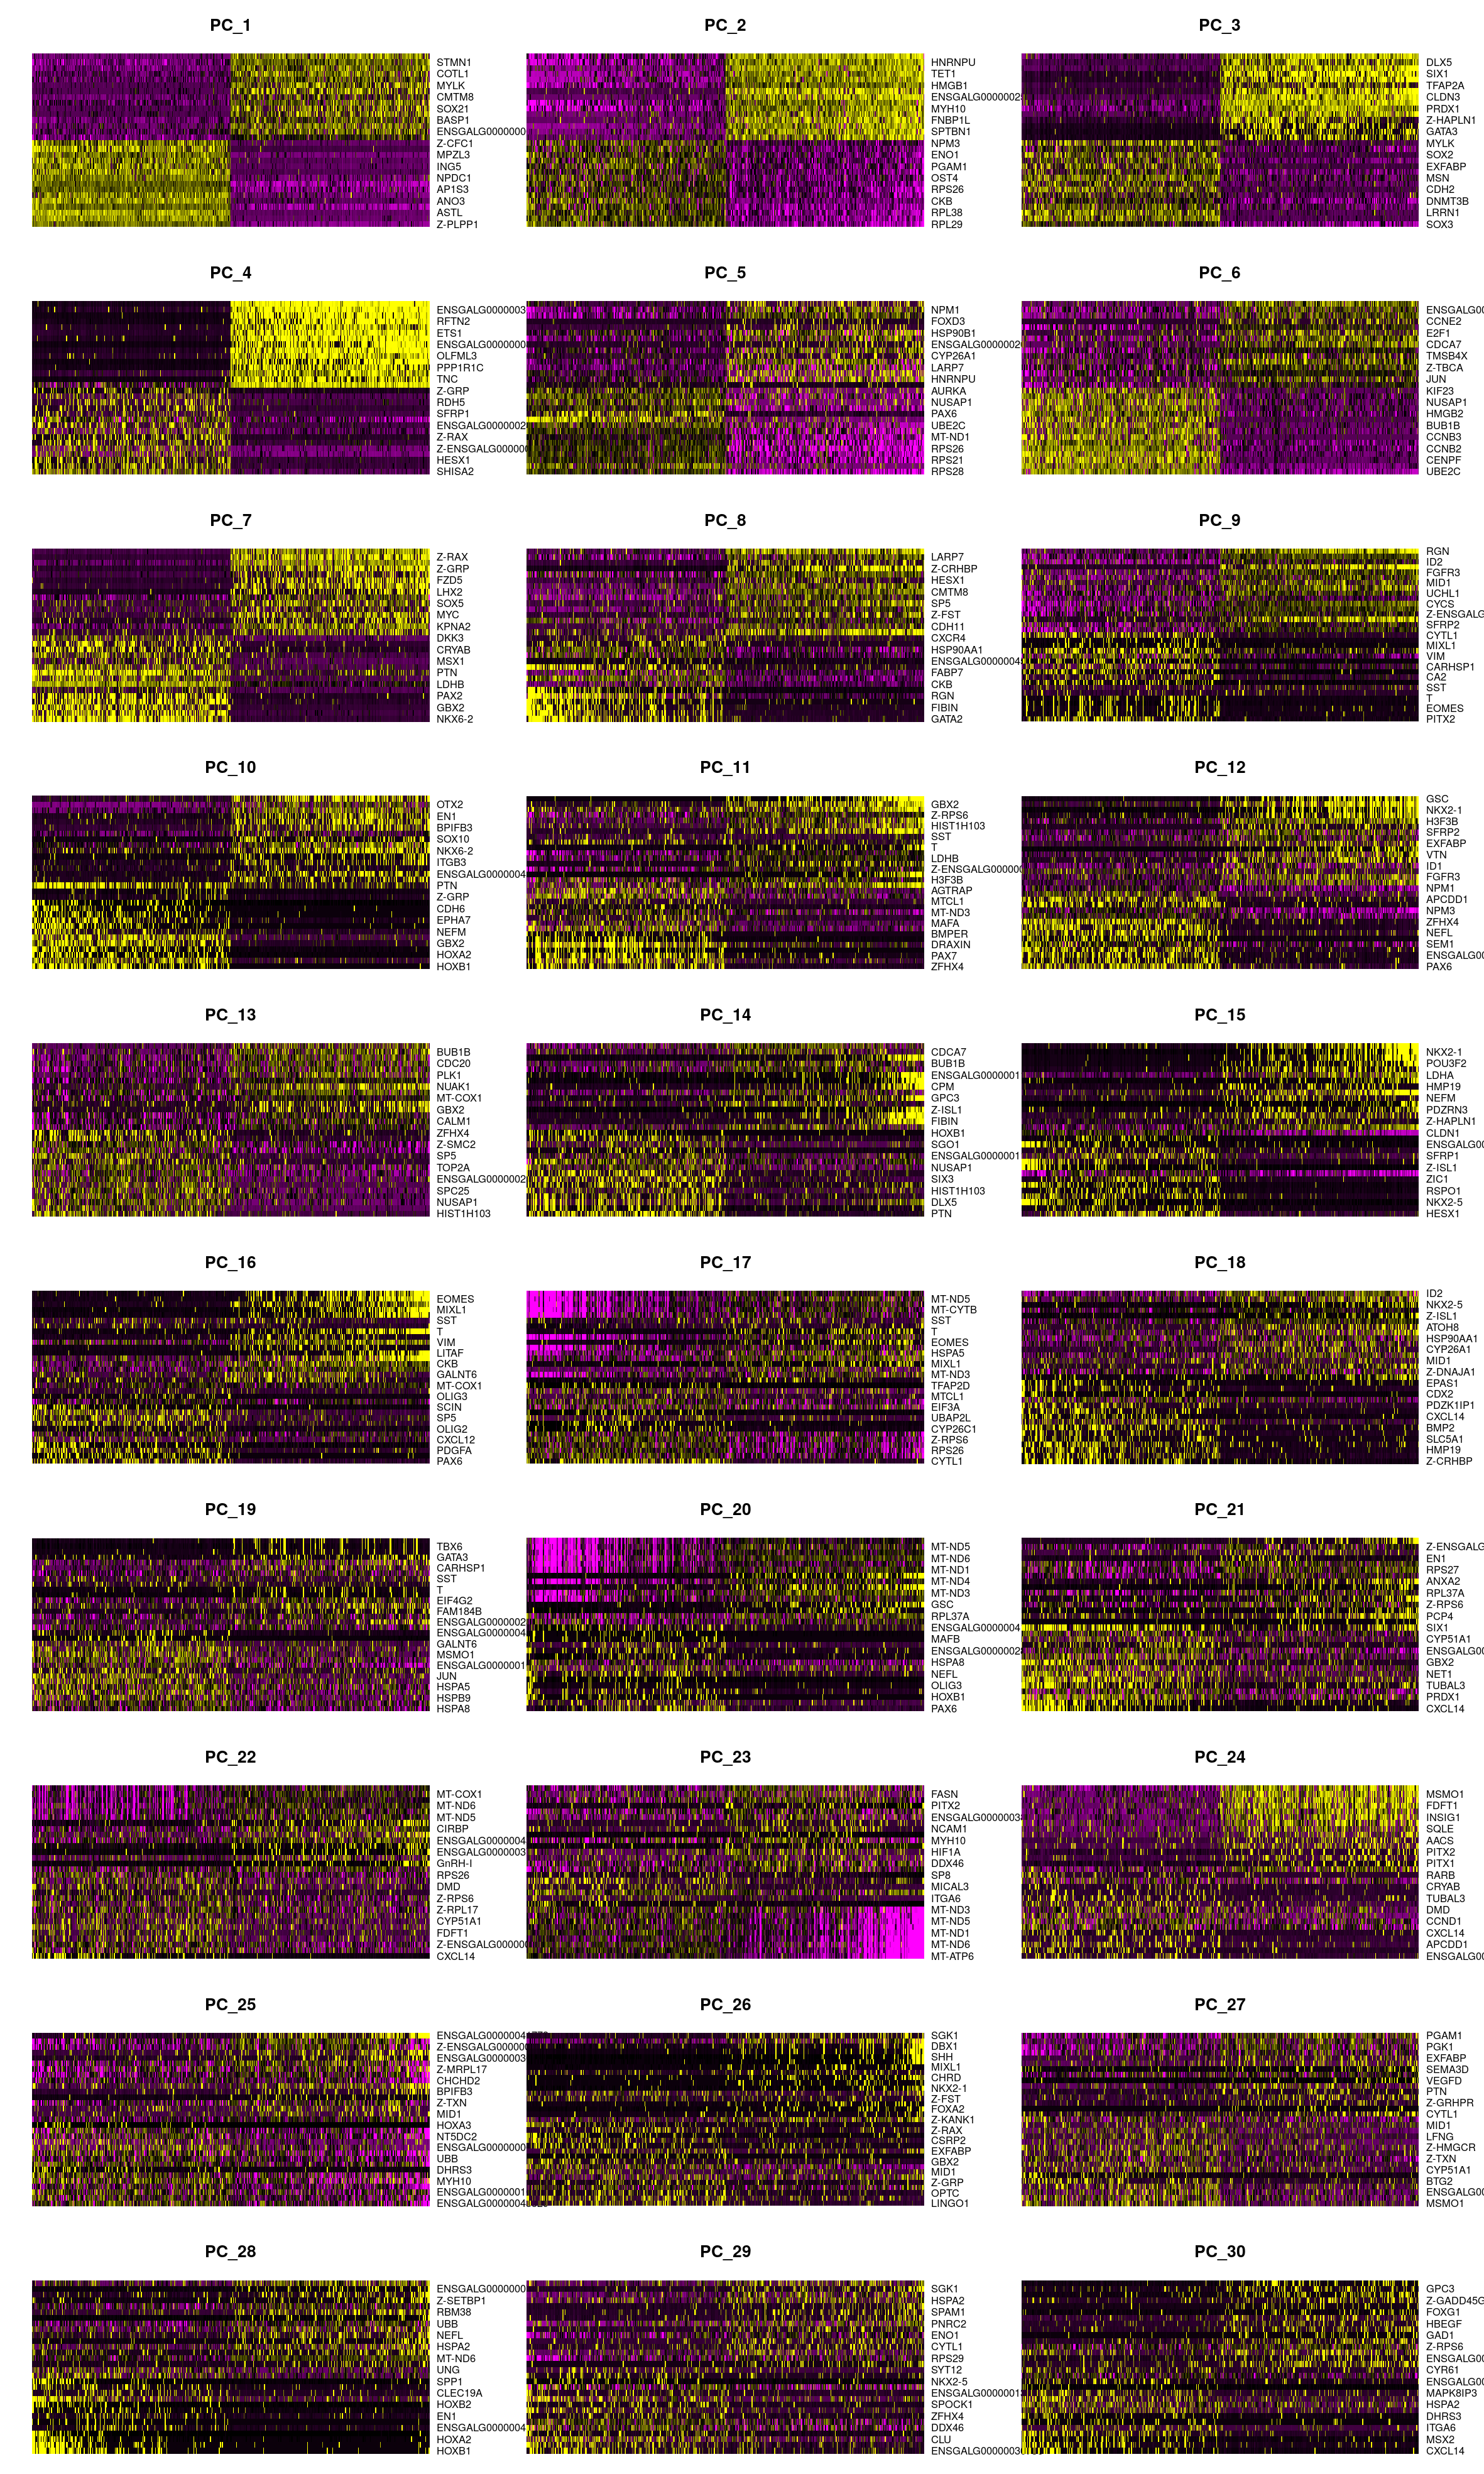 PC_1
STMN1
COTL1
MYLK
CMTM8
SOX21
BASP1
ENSGALG0000000
Z-CFC1
MPZL3
ING5
NPDC1
AP1S3
ANO3
ASTL
Z-PLPP1
PC_2
HNRNPU
TET1
HMGB1
ENSGALG0000002
MYH10
FNBP1L
SPTBN1
NPM3
ENO1
PGAM1
OST4
RPS26
CKB
RPL38
RPL29
PC_3
DLX5
SIX1
TFAP2A
CLDN3
PRDX1
Z-HAPLN1
GATA3
MYLK
SOX2
EXFABP
MSN
CDH2
DNMT3B
LRRN1
SOX3
PC_4
ENSGALG0000003
RFTN2
ETS1
ENSGALG0000000
OLFML3
PPP1R1C
TNC
Z-GRP
RDH5
SFRP1
ENSGALG0000002
Z-RAX
Z-ENSGALG00000
HESX1
SHISA2
PC_5
NPM1
FOXD3
HSP90B1
ENSGALG0000002
CYP26A1
LARP7
HNRNPU
AURKA
NUSAP1
PAX6
UBE2C
MT-ND1
RPS26
RPS21
RPS28
PC_6
ENSGALG00
CCNE2
E2F1
CDCA7
TMSB4X
Z-TBCA
JUN
KIF23
NUSAP1
HMGB2
BUB1B
CCNB3
CCNB2
CENPF
UBE2C
PC_7
Z-RAX
Z-GRP
FZD5
LHX2
SOX5
MYC
KPNA2
DKK3
CRYAB
MSX1
PTN
LDHB
PAX2
GBX2
NKX6-2
PC_8
LARP7
Z-CRHBP
HESX1
CMTM8
SP5
Z-FST
CDH11
CXCR4
HSP90AA1
ENSGALG0000004
FABP7
CKB
RGN
FIBIN
GATA2
PC_9
RGN
ID2
FGFR3
MID1
UCHL1
CYCS
Z-ENSGALG
SFRP2
CYTL1
MIXL1
VIM
CARHSP1
CA2
SST
T
EOMES
PITX2
PC_10
OTX2
EN1
BPIFB3
SOX10
NKX6-2
ITGB3
ENSGALG0000004
PTN
Z-GRP
CDH6
EPHA7
NEFM
GBX2
HOXA2
HOXB1
PC_11
GBX2
Z-RPS6
HIST1H103
SST
T
LDHB
Z-ENSGALG00000
H3F3B
AGTRAP
MTCL1
MT-ND3
MAFA
BMPER
DRAXIN
PAX7
ZFHX4
PC_12
GSC
NKX2-1
H3F3B
SFRP2
EXFABP
VTN
ID1
FGFR3
NPM1
APCDD1
NPM3
ZFHX4
NEFL
SEM1
ENSGALG00
PAX6
PC_13
BUB1B
CDC20
PLK1
NUAK1
MT-COX1
GBX2
CALM1
ZFHX4
Z-SMC2
SP5
TOP2A
ENSGALG0000002
SPC25
NUSAP1
HIST1H103
PC_14
CDCA7
BUB1B
ENSGALG0000001
CPM
GPC3
Z-ISL1
FIBIN
HOXB1
SGO1
ENSGALG0000001
NUSAP1
SIX3
HIST1H103
DLX5
PTN
PC_15
NKX2-1
POU3F2
LDHA
HMP19
NEFM
PDZRN3
Z-HAPLN1
CLDN1
ENSGALG00
SFRP1
Z-ISL1
ZIC1
RSPO1
NKX2-5
HESX1
PC_16
EOMES
MIXL1
SST
T
VIM
LITAF
CKB
GALNT6
MT-COX1
OLIG3
SCIN
SP5
OLIG2
CXCL12
PDGFA
PAX6
PC_17
MT-ND5
MT-CYTB
SST
T
EOMES
HSPA5
MIXL1
MT-ND3
TFAP2D
MTCL1
EIF3A
UBAP2L
CYP26C1
Z-RPS6
RPS26
CYTL1
PC_18
ID2
NKX2-5
Z-ISL1
ATOH8
HSP90AA1
CYP26A1
MID1
Z-DNAJA1
EPAS1
CDX2
PDZK1IP1
CXCL14
BMP2
SLC5A1
HMP19
Z-CRHBP
PC_19
TBX6
GATA3
CARHSP1
SST
T
EIF4G2
FAM184B
ENSGALG0000002
ENSGALG0000004
GALNT6
MSMO1
ENSGALG0000001
JUN
HSPA5
HSPB9
HSPA8
PC_20
MT-ND5
MT-ND6
MT-ND1
MT-ND4
MT-ND3
GSC
RPL37A
ENSGALG0000004
MAFB
ENSGALG0000002
HSPA8
NEFL
OLIG3
HOXB1
PAX6
PC_21
Z-ENSGALG
EN1
RPS27
ANXA2
RPL37A
Z-RPS6
PCP4
SIX1
CYP51A1
ENSGALG00
GBX2
NET1
TUBAL3
PRDX1
CXCL14
PC_22
MT-COX1
MT-ND6
MT-ND5
CIRBP
ENSGALG0000004
ENSGALG0000003
GnRH-I
RPS26
DMD
Z-RPS6
Z-RPL17
CYP51A1
FDFT1
Z-ENSGALG00000
CXCL14
PC_23
FASN
PITX2
ENSGALG0000003
NCAM1
MYH10
HIF1A
DDX46
SP8
MICAL3
ITGA6
MT-ND3
MT-ND5
MT-ND1
MT-ND6
MT-ATP6
PC_24
MSMO1
FDFT1
INSIG1
SQLE
AACS
PITX2
PITX1
RARB
CRYAB
TUBAL3
DMD
CCND1
CXCL14
APCDD1
ENSGALG00
PC_25
ENSGALG0000004
Z-ENSGALG00000
ENSGALG0000003
Z-MRPL17
CHCHD2
BPIFB3
Z-TXN
MID1
HOXA3
NT5DC2
ENSGALG0000000
UBB
DHRS3
MYH10
ENSGALG0000001
ENSGALG0000004
PC_26
SGK1
DBX1
SHH
MIXL1
CHRD
NKX2-1
Z-FST
FOXA2
Z-KANK1
Z-RAX
CSRP2
EXFABP
GBX2
MID1
Z-GRP
OPTC
LINGO1
PC_27
PGAM1
PGK1
EXFABP
SEMA3D
VEGFD
PTN
Z-GRHPR
CYTL1
MID1
LFNG
Z-HMGCR
Z-TXN
CYP51A1
BTG2
ENSGALG00
MSMO1
PC_28
ENSGALG0000000
Z-SETBP1
RBM38
UBB
NEFL
HSPA2
MT-ND6
UNG
SPP1
CLEC19A
HOXB2
EN1
ENSGALG0000004
HOXA2
HOXB1
PC_29
SGK1
HSPA2
SPAM1
PNRC2
ENO1
CYTL1
RPS29
SYT12
NKX2-5
ENSGALG0000001
SPOCK1
ZFHX4
DDX46
CLU
ENSGALG0000003
PC_30
GPC3
Z-GADD45G
FOXG1
HBEGF
GAD1
Z-RPS6
ENSGALG00
CYR61
ENSGALG00
MAPK8IP3
HSPA2
DHRS3
ITGA6
MSX2
CXCL14